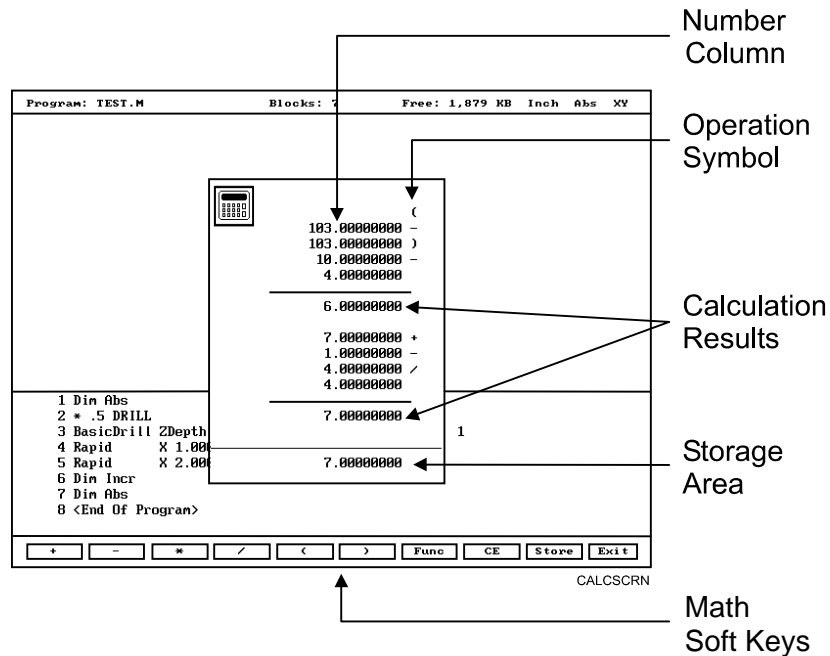 Number
Column
Program: TEST.M Blocks: 7 Free: 1,879 KB Inch Abs XY
Operation
Symbol
(
103.00000000 -
103.00000000 )
10.00000000 -
4.00000000
6.00000000
Calculation
Results
7.00000000 +
1.00000000 -
4.00000000 /
4.00000000
7.00000000
1 Dim Abs
2 * .5 DRILL
3 BasicDrill ZDepth 1
4 Rapid X 1.000
5 Rapid X 2.000
7.00000000
Storage
Area
6 Dim Incr
7 Dim Abs
8 <End Of Program>
+ - * / ( ) Func CE Store Exit
CALCSCRN
Math
Soft Keys